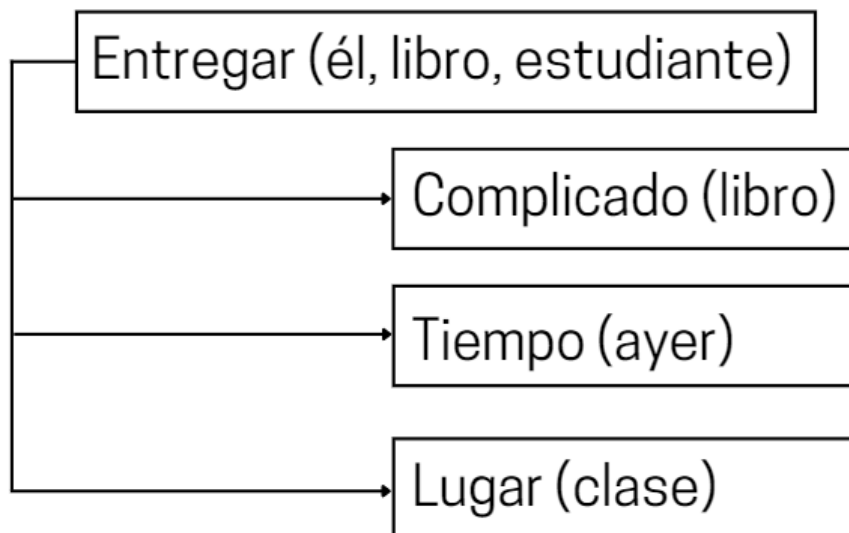 Entregar (él, libro, estudiante)
Complicado (libro)
Tiempo (ayer)
Lugar (clase)